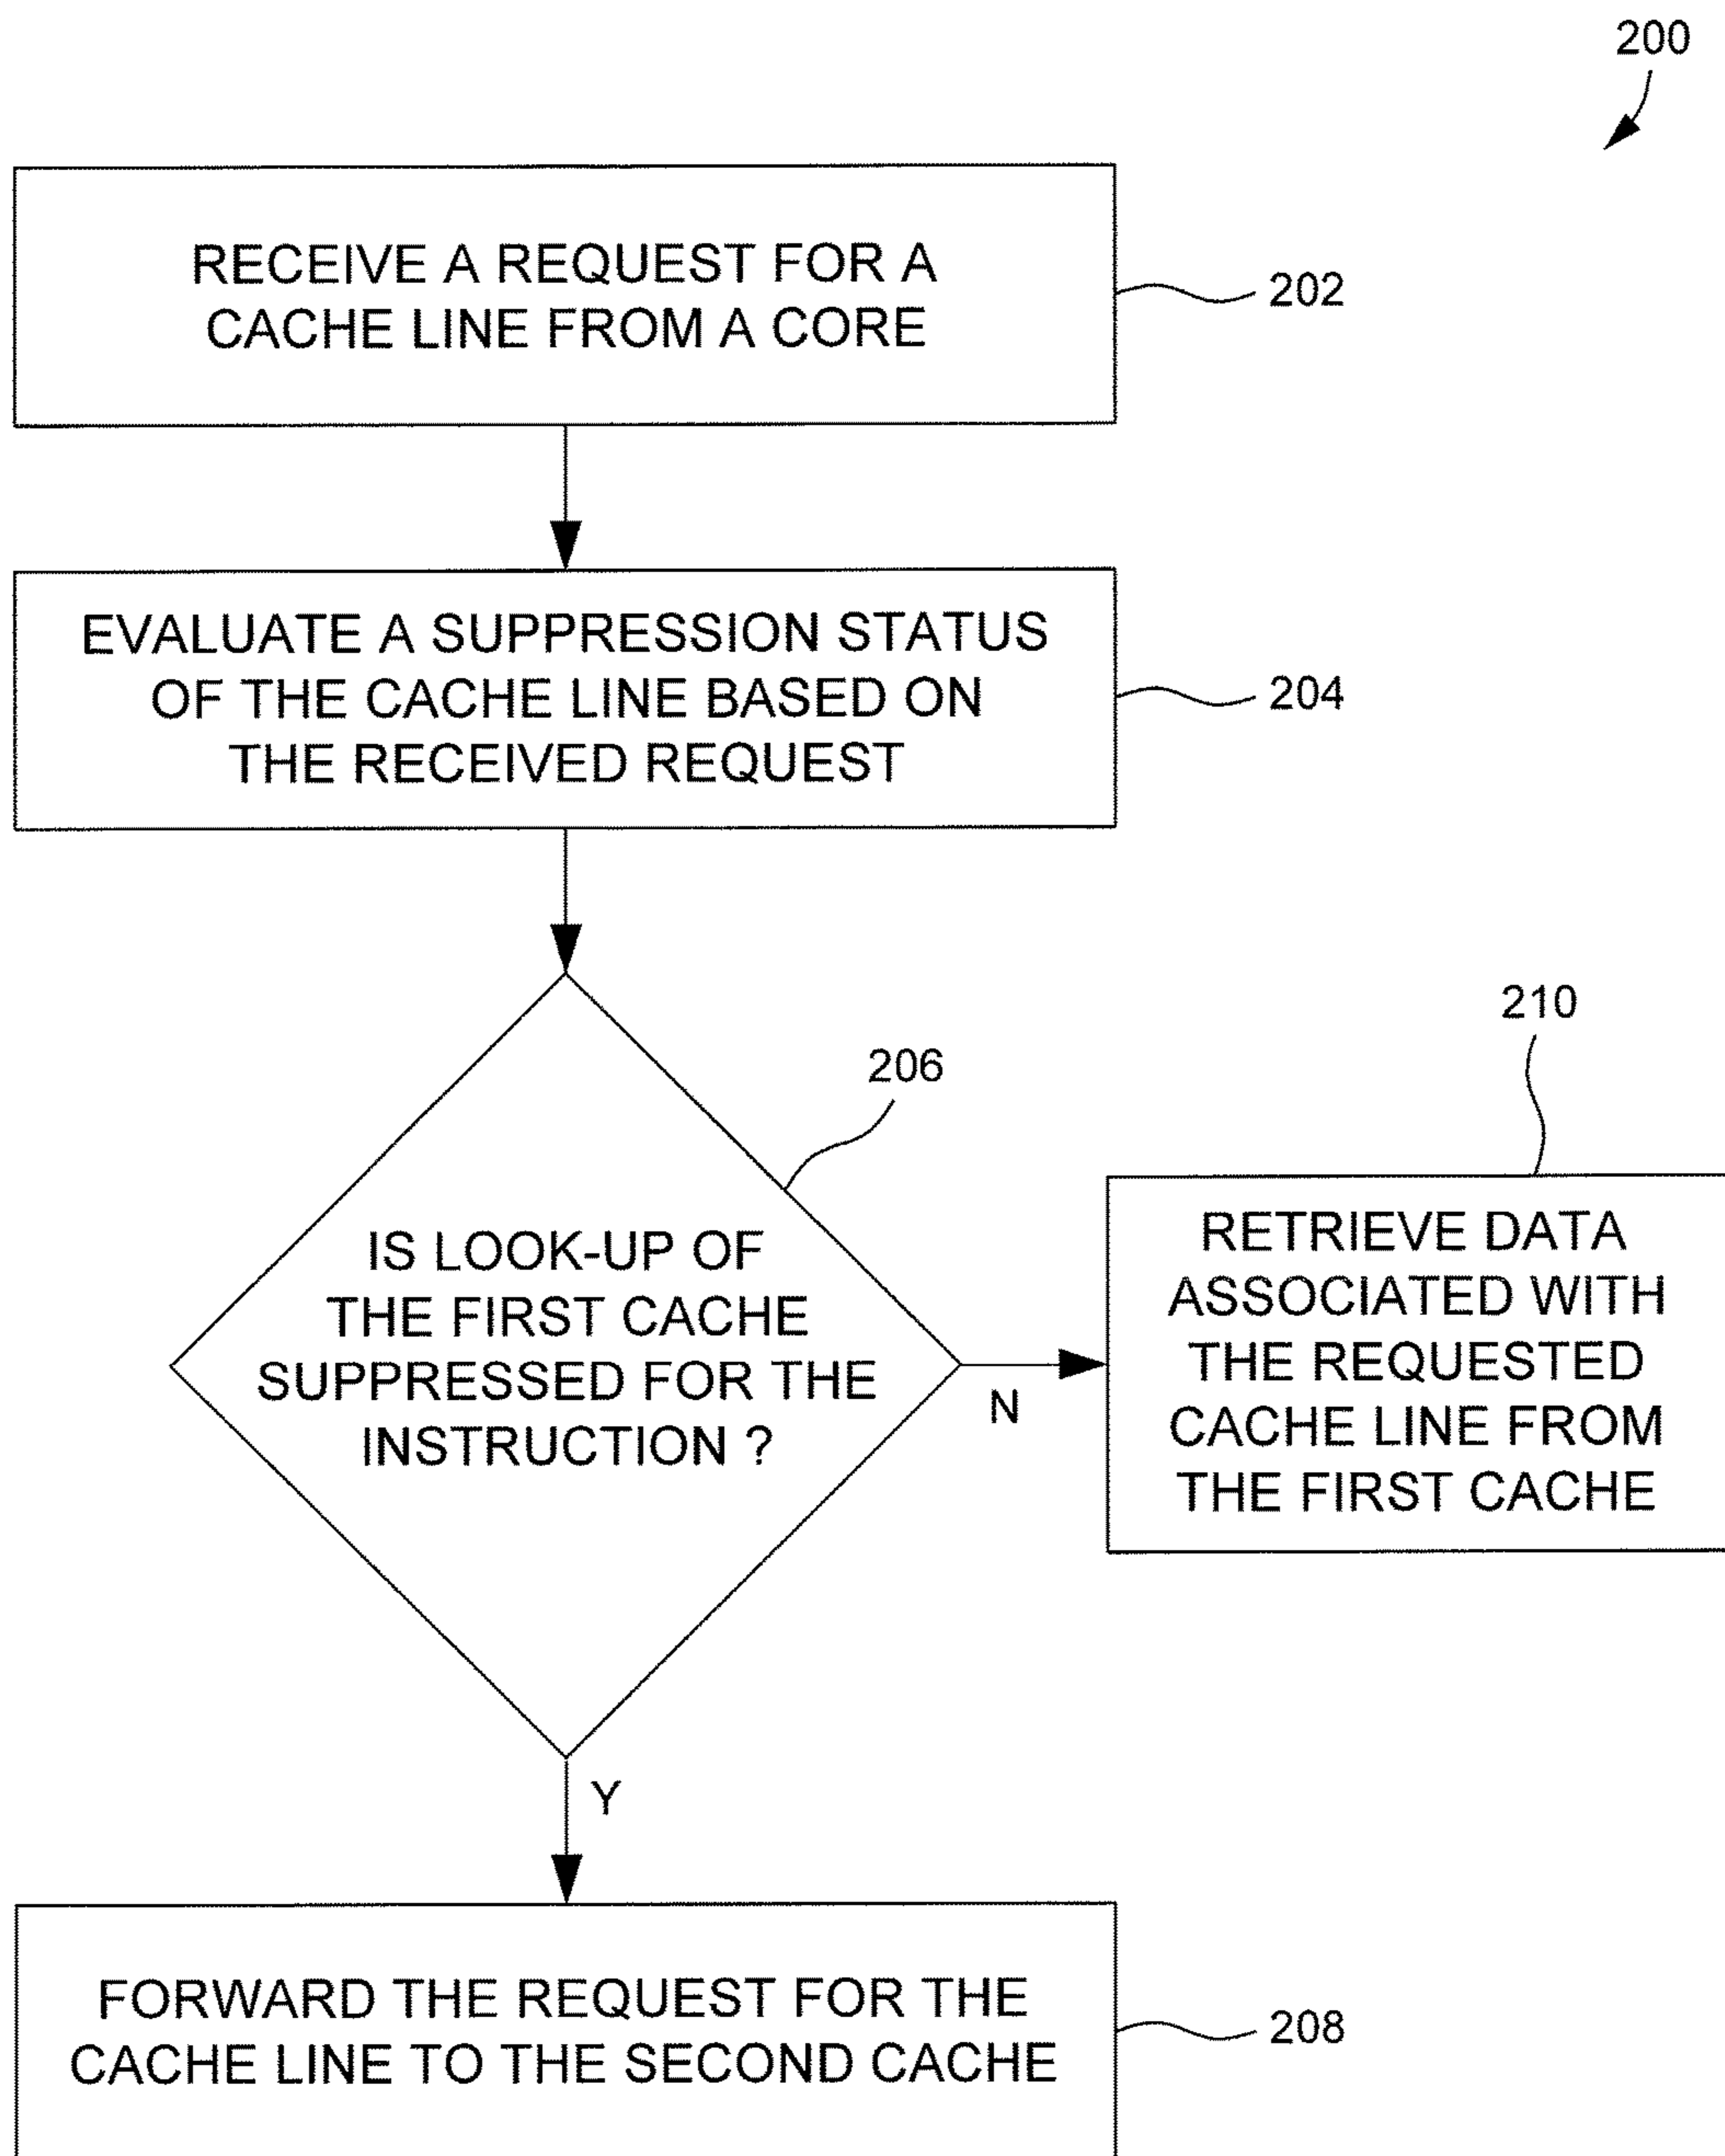 200
RECEIVE A REQUEST FOR A
CACHE LINE FROM A CORE
202
EVALUATE A SUPPRESSION STATUS
OF THE CACHE LINE BASED ON
THE RECEIVED REQUEST
204
206
IS LOOK-UP OF
THE FIRST CACHE
SUPPRESSED FOR THE
INSTRUCTION ?
N
210
RETRIEVE DATA
ASSOCIATED WITH
THE REQUESTED
CACHE LINE FROM
THE FIRST CACHE
Y
FORWARD THE REQUEST FOR THE
CACHE LINE TO THE SECOND CACHE
208